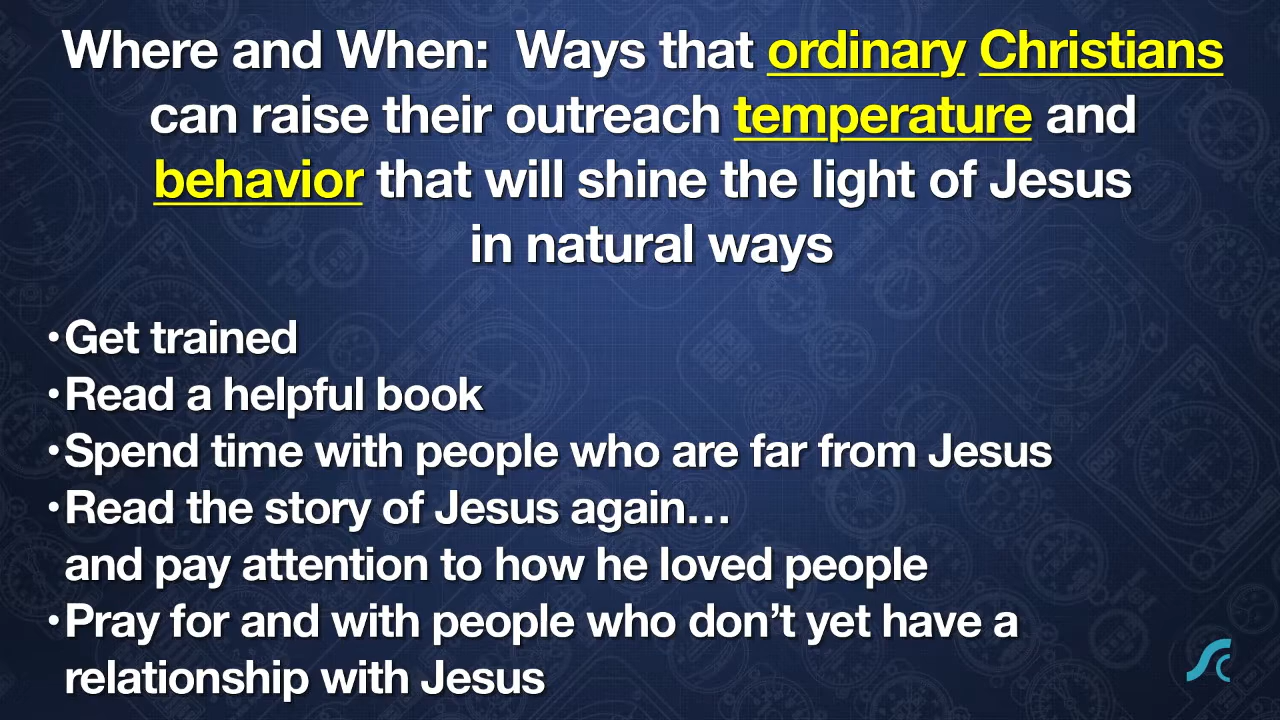 Where and When:  Ways that ordinary Christians
can raise their outreach temperature and
behavior that will shine the light of Jesus
in natural ways
•Get trained
•Read a helpful book
•Spend time with people who are far from Jesus
•Read the story of Jesus again…
and pay attention to how he loved people
•Pray for and with people who don’t yet have a
relationship with Jesus